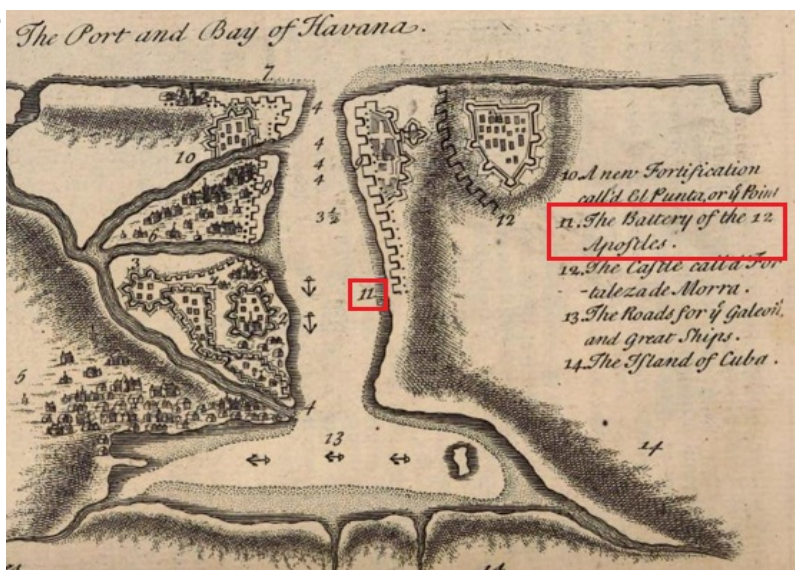 The Port and Bay of Havana.
7
4
10
4
4
4
8
3½
6
12
3
11
2
5
4
13
14
10. A new Fortification
call'd El Punta, or ẏ Point
11. The Battery of the 12
Apostles.
12. The Castle call'd For-
-taleza de Morra.
13. The Roads for ẏ Galeons,
and Great Ships.
14. The Island of Cuba.